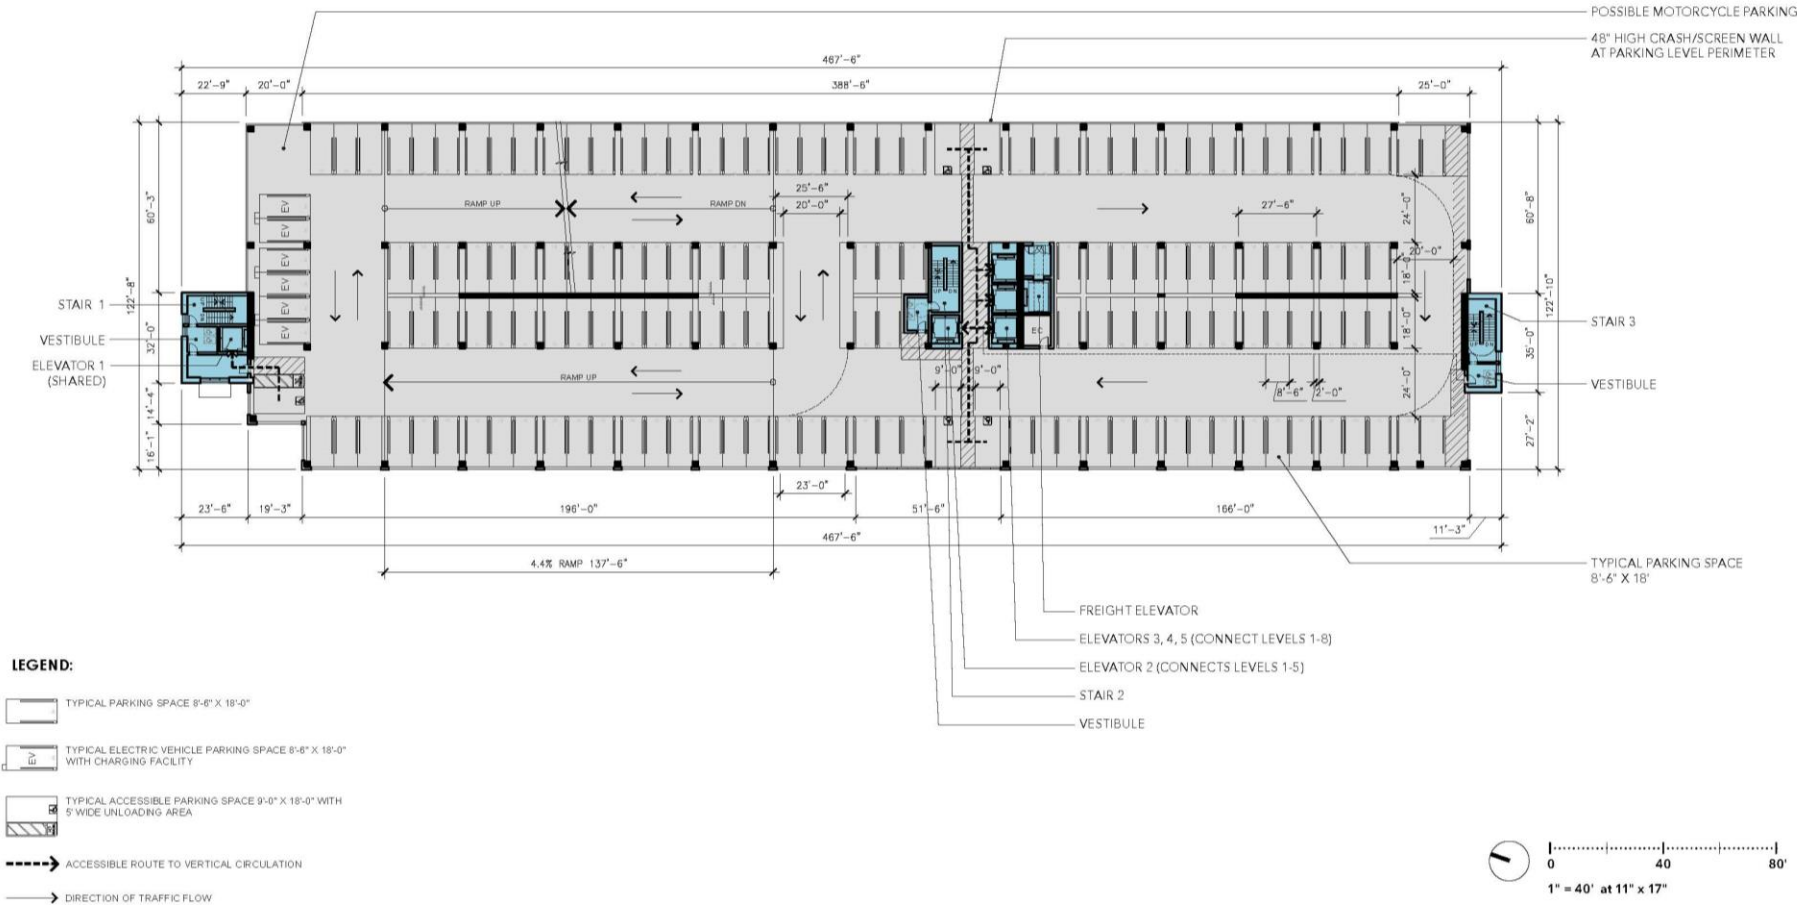 POSSIBLE MOTORCYCLE PARKING
48" HIGH CRASH/SCREEN WALL
AT PARKING LEVEL PERIMETER
467'-6"
22'-9" 20'-0" 388'-6" 25'-0"
60'-3"
122'-8"
32'-0"
14'-4"
16'-1"
60'-8"
122'-10"
35'-0"
27'-2"
EV
EV
EV
EV
EV
EV
RAMP UP
RAMP DN
25'-6"
20'-0"
27'-6"
24'-0"
20'-0"
18'-0"
18'-0"
24'-0"
STAIR 1
VESTIBULE
ELEVATOR 1
(SHARED)
EC
STAIR 3
VESTIBULE
RAMP UP
9'-0" 9'-0"
8'-6" 2'-0"
23'-0"
23'-6" 19'-3" 196'-0" 51'-6" 166'-0"
11'-3"
467'-6"
4.4% RAMP 137'-6"
TYPICAL PARKING SPACE
8'-6" X 18'
FREIGHT ELEVATOR
ELEVATORS 3, 4, 5 (CONNECT LEVELS 1-8)
ELEVATOR 2 (CONNECTS LEVELS 1-5)
STAIR 2
VESTIBULE
LEGEND:
TYPICAL PARKING SPACE 8'-6" X 18'-0"
EV
TYPICAL ELECTRIC VEHICLE PARKING SPACE 8'-6" X 18'-0"
WITH CHARGING FACILITY
TYPICAL ACCESSIBLE PARKING SPACE 9'-0" X 18'-0" WITH
5' WIDE UNLOADING AREA
ACCESSIBLE ROUTE TO VERTICAL CIRCULATION
DIRECTION OF TRAFFIC FLOW
0 40 80'
1" = 40' at 11" x 17"